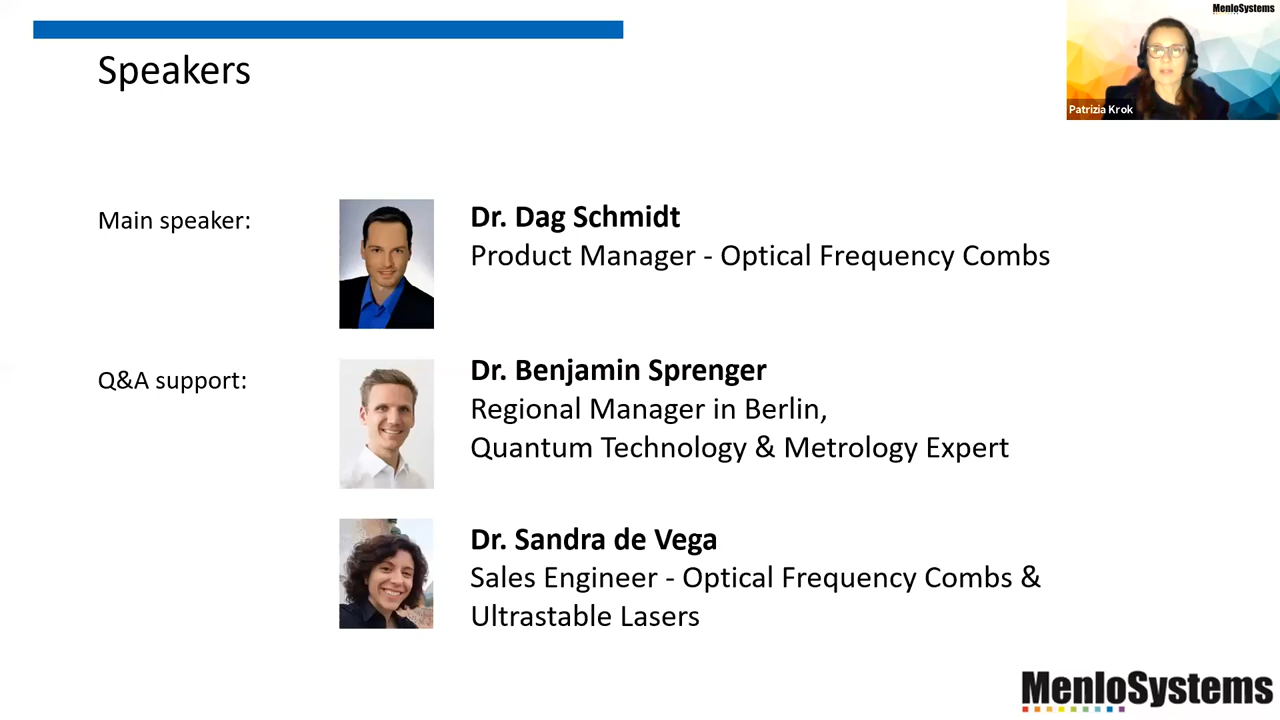 MenloSystems
Speakers
Patrizia Krok
Main speaker:
Dr. Dag Schmidt
Product Manager - Optical Frequency Combs
Q&A support:
Dr. Benjamin Sprenger
Regional Manager in Berlin,
Quantum Technology & Metrology Expert
Dr. Sandra de Vega
Sales Engineer - Optical Frequency Combs &
Ultrastable Lasers
MenloSystems